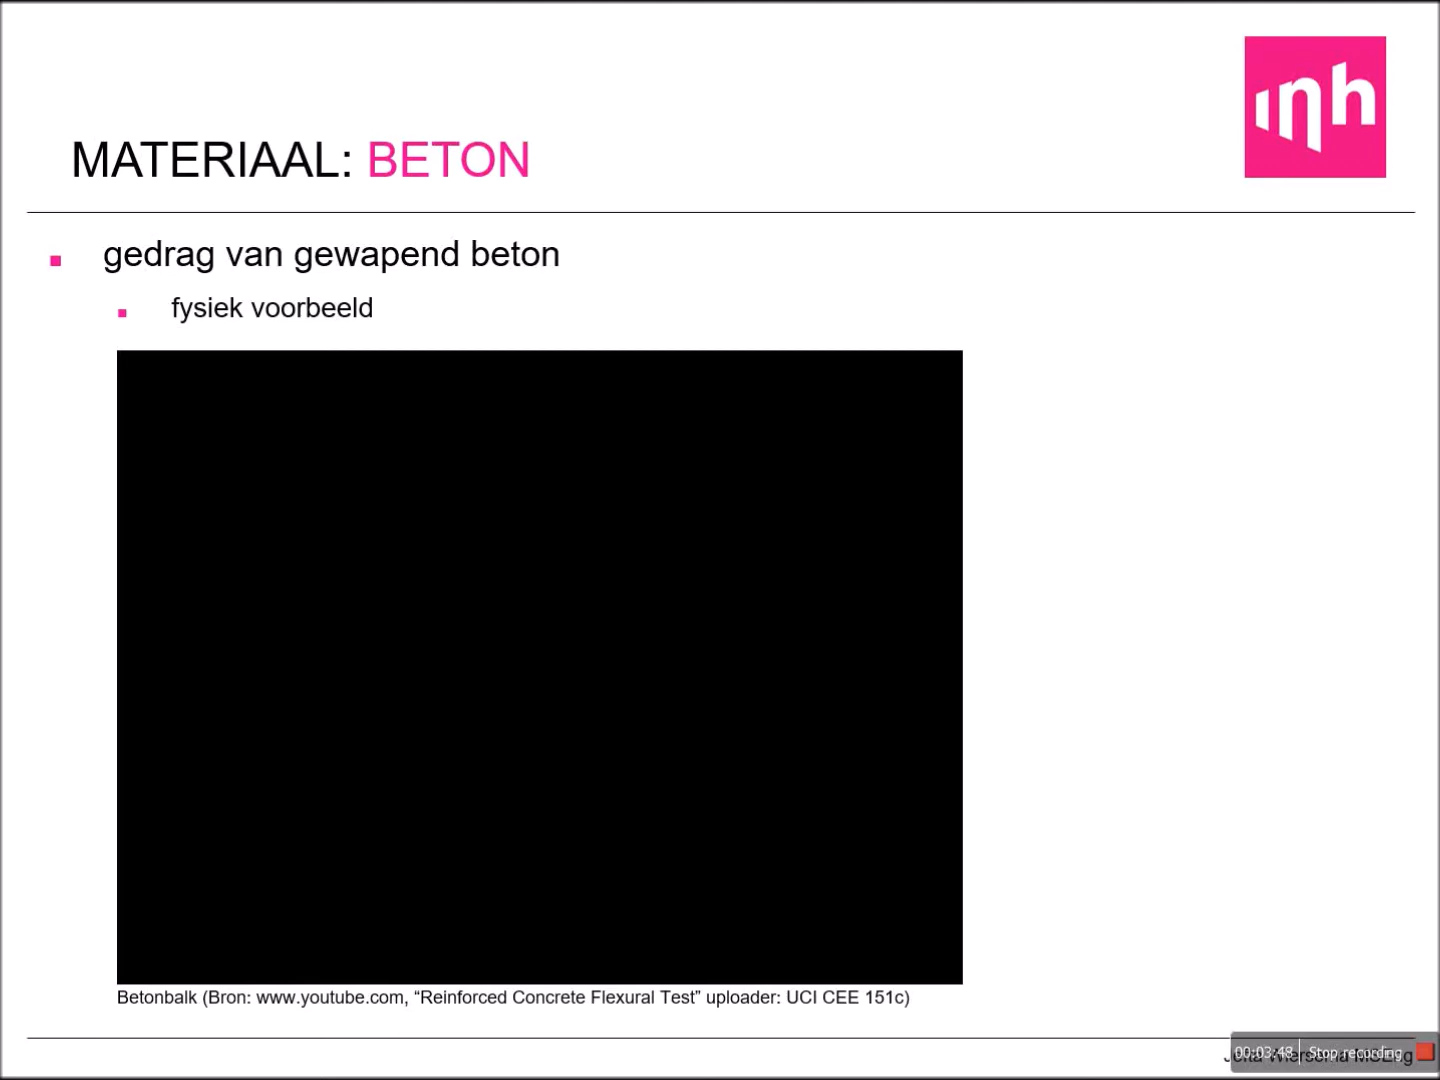 inh
MATERIAAL: BETON
gedrag van gewapend beton
fysiek voorbeeld
Betonbalk (Bron: www.youtube.com, “Reinforced Concrete Flexural Test” uploader: UCI CEE 151c)
00:03:48 Stop recording